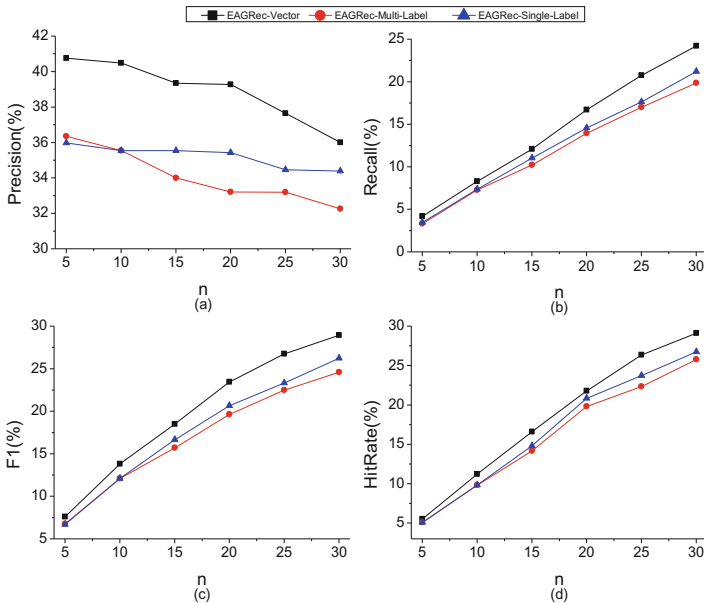 EAGRec-Vector EAGRec-Multi-Label EAGRec-Single-Label
42
40
38
36
34
32
30
Precision(%)
5 10 15 20 25 30
n
(a)
25
20
15
10
5
0
Recall(%)
5 10 15 20 25 30
n
(b)
30
25
20
15
10
5
F1(%)
5 10 15 20 25 30
n
(c)
30
25
20
15
10
5
HitRate(%)
5 10 15 20 25 30
n
(d)